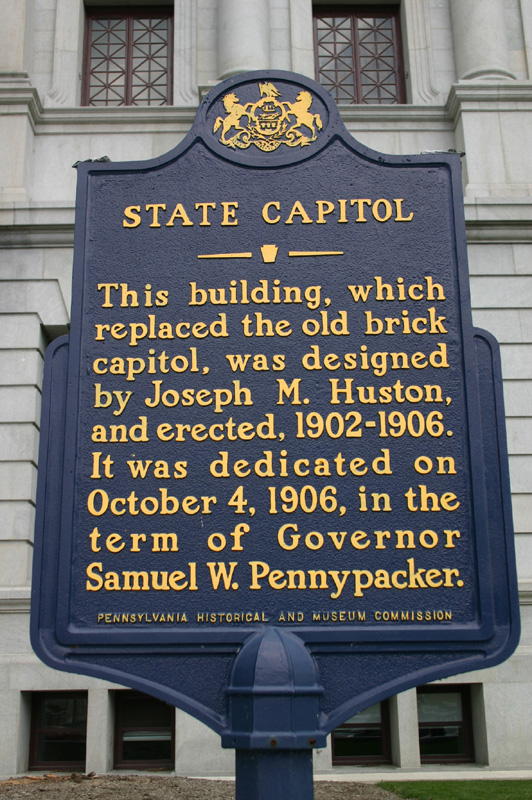 STATE CAPITOL
This building, which
replaced the old brick
capitol, was designed
by Joseph M. Huston,
and erected, 1902-1906.
It was dedicated on
October 4, 1906, in the
term of Governor
Samuel W. Pennypacker.
PENNSYLVANIA HISTORICAL AND MUSEUM COMMISSION